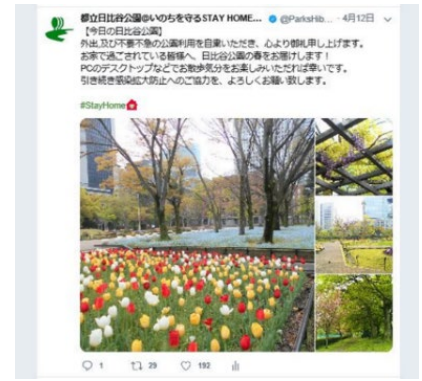 都立日比谷公園@いのちを守るSTAY HOME... @ParksHib... · 4月12日
【今日の日比谷公園】
外出及び不要不急の公園利用を自粛いただき、心より御礼申し上げます。
お家で過ごされている皆様へ、日比谷公園の春をお届けします！
PCのデスクトップなどでお散歩気分をお楽しみいただければ幸いです。
引き続き感染拡大防止へのご協力を、よろしくお願い致します。
#StayHome
1 29 192